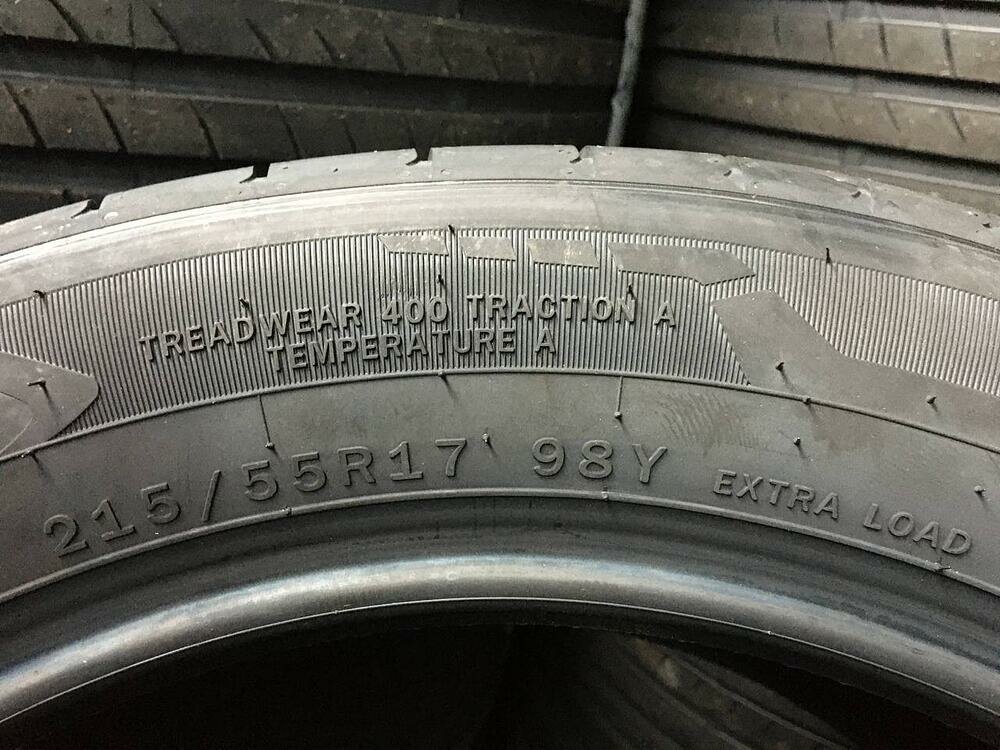 TREADWEAR 400 TRACTION A
TEMPERATURE A
215/55R17 98Y EXTRA LOAD